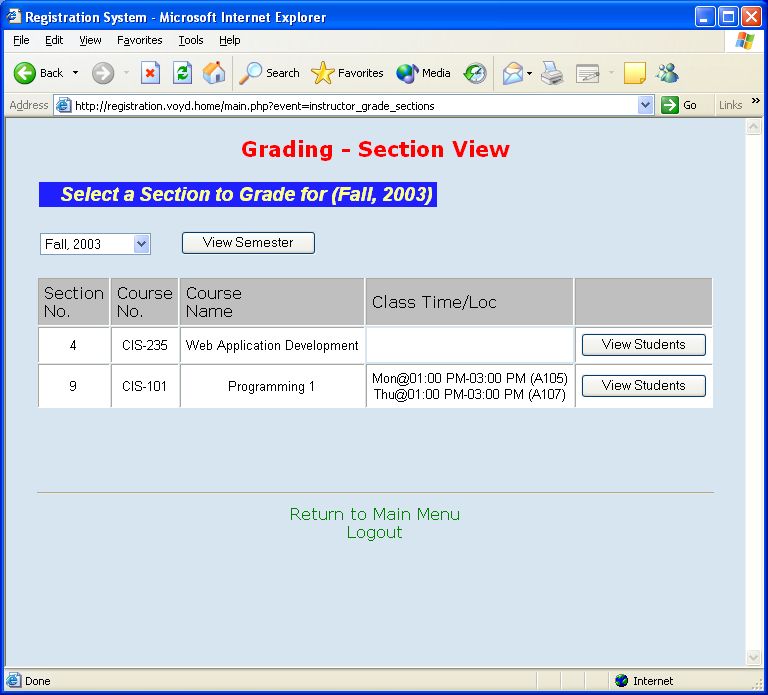 Registration System - Microsoft Internet Explorer
File Edit View Favorites Tools Help
Back Search Favorites Media
Address http://registration.voyd.home/main.php?event=instructor_grade_sections Go Links »
Grading - Section View
Select a Section to Grade for (Fall, 2003)
Fall, 2003 View Semester
Section No. Course No. Course Name Class Time/Loc
4 CIS-235 Web Application Development View Students
9 CIS-101 Programming 1 Mon@01:00 PM-03:00 PM (A105) View Students
Thu@01:00 PM-03:00 PM (A107)
Return to Main Menu
Logout
Done Internet